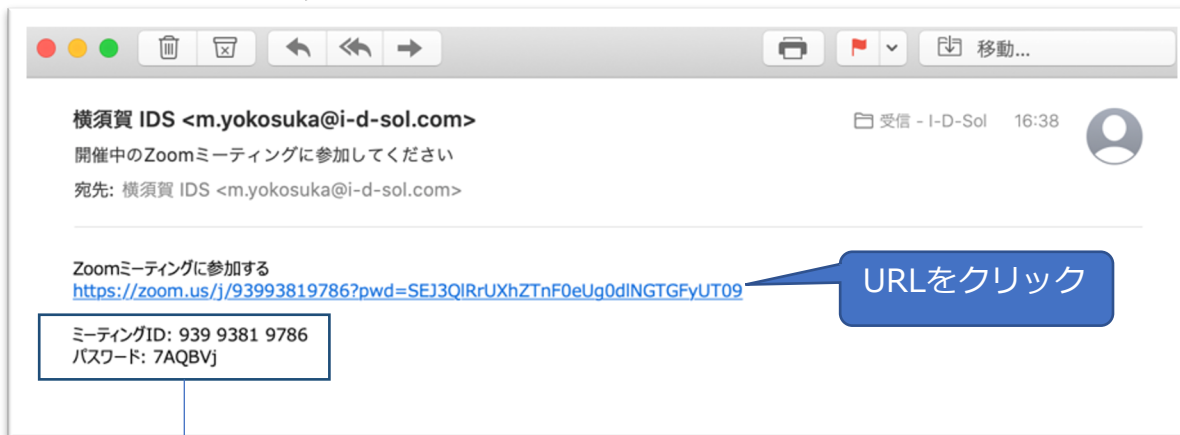 移動...
横須賀 IDS <m.yokosuka@i-d-sol.com>
受信 - I-D-Sol 16:38
開催中のZoomミーティングに参加してください
宛先: 横須賀 IDS <m.yokosuka@i-d-sol.com>
Zoomミーティングに参加する
https://zoom.us/j/93993819786?pwd=SEJ3QlRrUXhZTnF0eUg0dlNGTGFyUT09
URLをクリック
ミーティングID: 939 9381 9786
パスワード: 7AQBVj